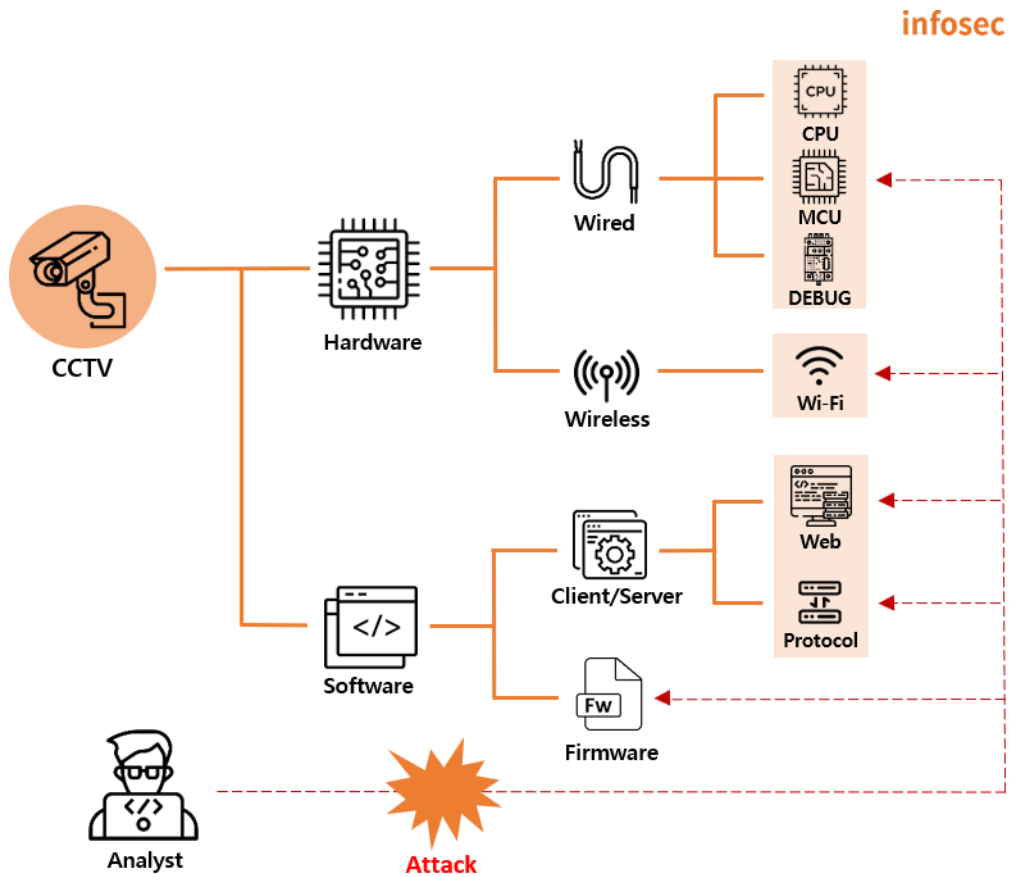 infosec
CPU
CPU
MCU
DEBUG
Wired
Hardware
CCTV
Wireless
Wi-Fi
</>
Web
Client/Server
Protocol
</>
Software
Fw
Firmware
</>
Analyst
Attack